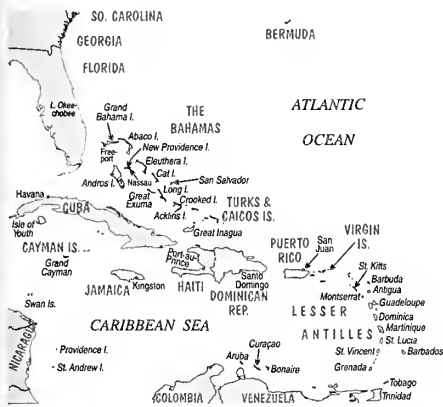 SO. CAROLINA
GEORGIA
FLORIDA
BERMUDA
L. Okee-
chobee
Grand
Bahama I.
THE
BAHAMAS
ATLANTIC
OCEAN
Abaco I.
Free-
port
New Providence I.
Eleuthera I.
Cat I.
Andros I.
Nassau
San Salvador
Long I.
Great
Exuma
Crooked I.
Acklins I.
TURKS &
CAICOS IS.
Great Inagua
Havana
CUBA
Isle of
Youth
CAYMAN IS.
Grand
Cayman
JAMAICA
Kingston
Port-au-
Prince
HAITI
Santo
Domingo
DOMINICAN
REP.
PUERTO
RICO
San
Juan
VIRGIN
IS.
St. Kitts
Barbuda
Antigua
Montserrat
Guadeloupe
LESSER
ANTILLES
Dominica
Martinique
St. Lucia
St. Vincent
Barbados
Grenada
Tobago
Trinidad
Swan Is.
CARIBBEAN SEA
NICARAGUA
Providence I.
St. Andrew I.
Aruba
Curaçao
Bonaire
COLOMBIA
VENEZUELA